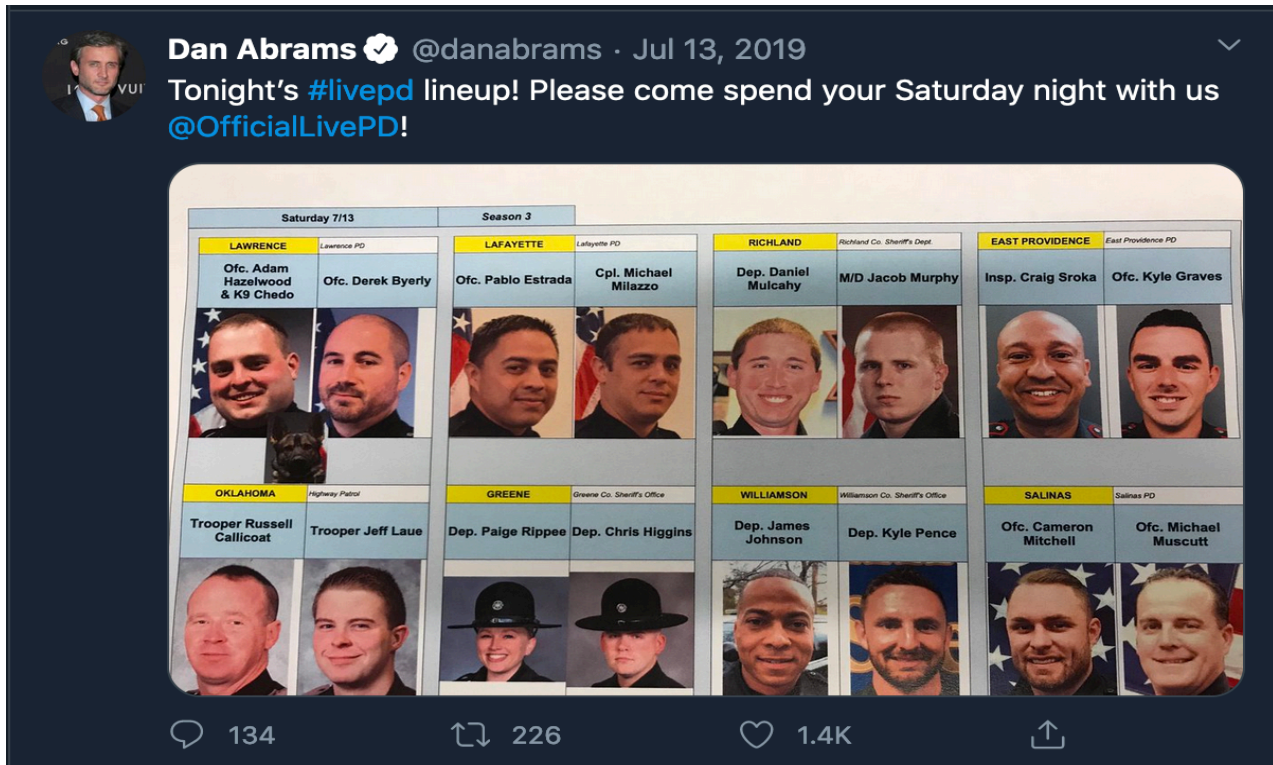 Dan Abrams @danabrams · Jul 13, 2019
Tonight's #livepd lineup! Please come spend your Saturday night with us
@OfficialLivePD!
Saturday 7/13 Season 3
LAWRENCE Lawrence PD
Ofc. Adam
Hazelwood
& K9 Chedo
Ofc. Derek Byerly
LAFAYETTE Lafayette PD
Ofc. Pablo Estrada
Cpl. Michael
Milazzo
RICHLAND Richland Co. Sheriff's Dept.
Dep. Daniel
Mulcahy
M/D Jacob Murphy
EAST PROVIDENCE East Providence PD
Insp. Craig Sroka
Ofc. Kyle Graves
OKLAHOMA Highway Patrol
Trooper Russell
Callicoat
Trooper Jeff Laue
GREENE Greene Co. Sheriff's Office
Dep. Paige Rippee
Dep. Chris Higgins
WILLIAMSON Williamson Co. Sheriff's Office
Dep. James
Johnson
Dep. Kyle Pence
SALINAS Salinas PD
Ofc. Cameron
Mitchell
Ofc. Michael
Muscutt
134 226 1.4K